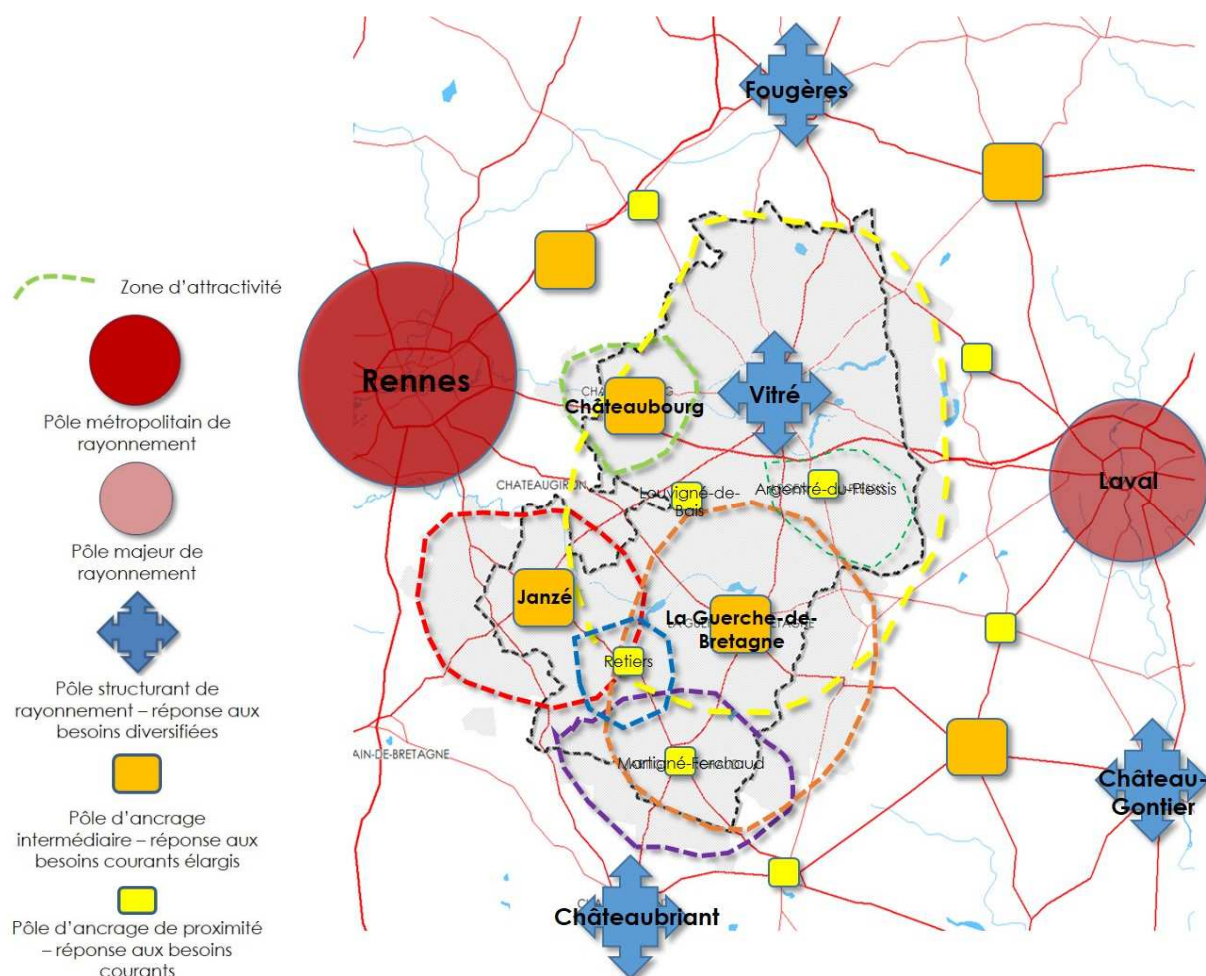 Zone d'attractivité
Pôle métropolitain de
rayonnement
Pôle majeur de
rayonnement
Pôle structurant de
rayonnement – réponse aux
besoins diversifiées
Pôle d'ancrage
intermédiaire – réponse aux
besoins courants élargis
Pôle d'ancrage de proximité
– réponse aux besoins
courants
Fougères
Rennes
Châteaubourg
Vitré
Laval
CHATEAUGIRON
Louvigné-de-
Bais
Argentré-du-Plessis
Janzé
La Guerche-de-
Bretagne
Retiers
Martigné-Ferchaud
AIN-DE-BRETAGNE
Château-
Gontier
Châteaubriant